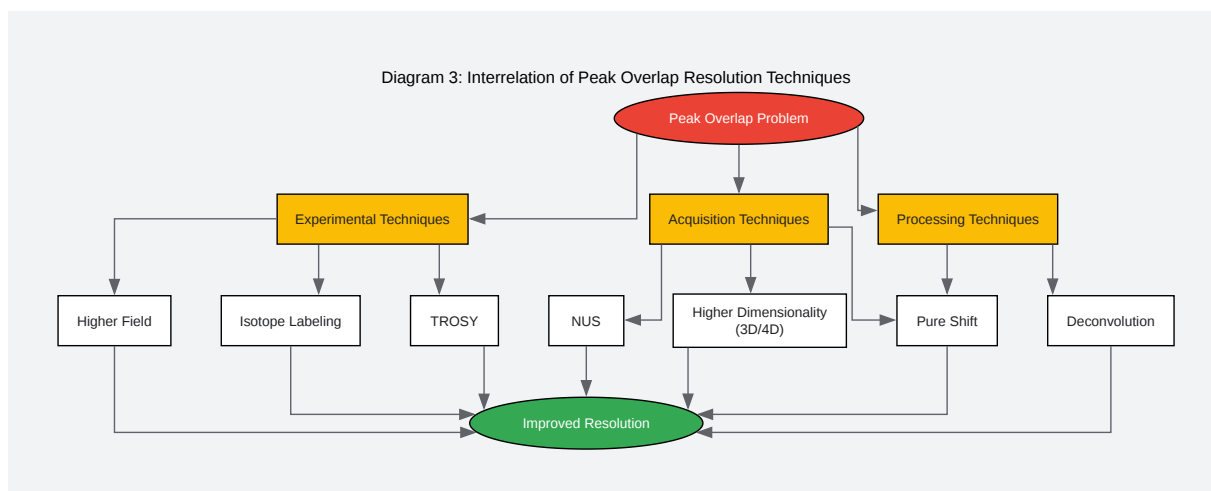 Diagram 3: Interrelation of Peak Overlap Resolution Techniques
Peak Overlap Problem
Experimental Techniques
Acquisition Techniques
Processing Techniques
Higher Field
Isotope Labeling
TROSY
NUS
Higher Dimensionality
(3D/4D)
Pure Shift
Deconvolution
Improved Resolution